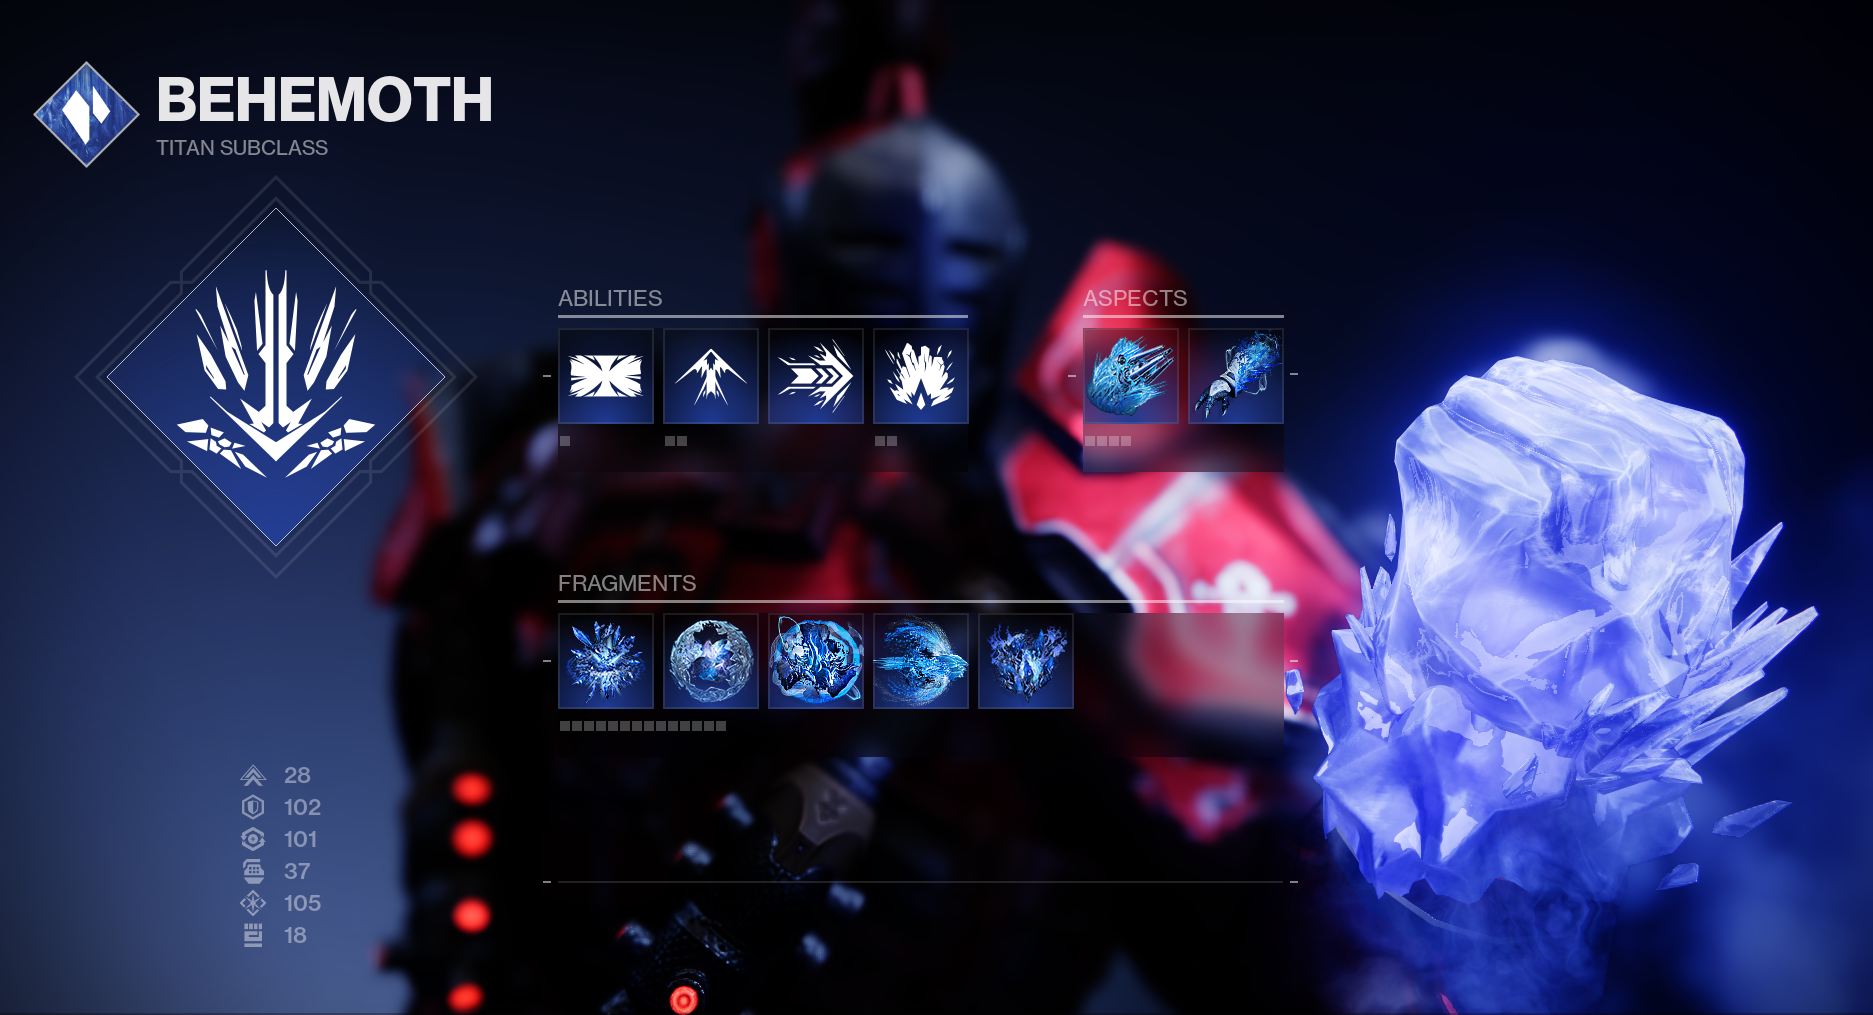 BEHEMOTH
TITAN SUBCLASS
ABILITIES
ASPECTS
FRAGMENTS
28
102
101
37
105
18